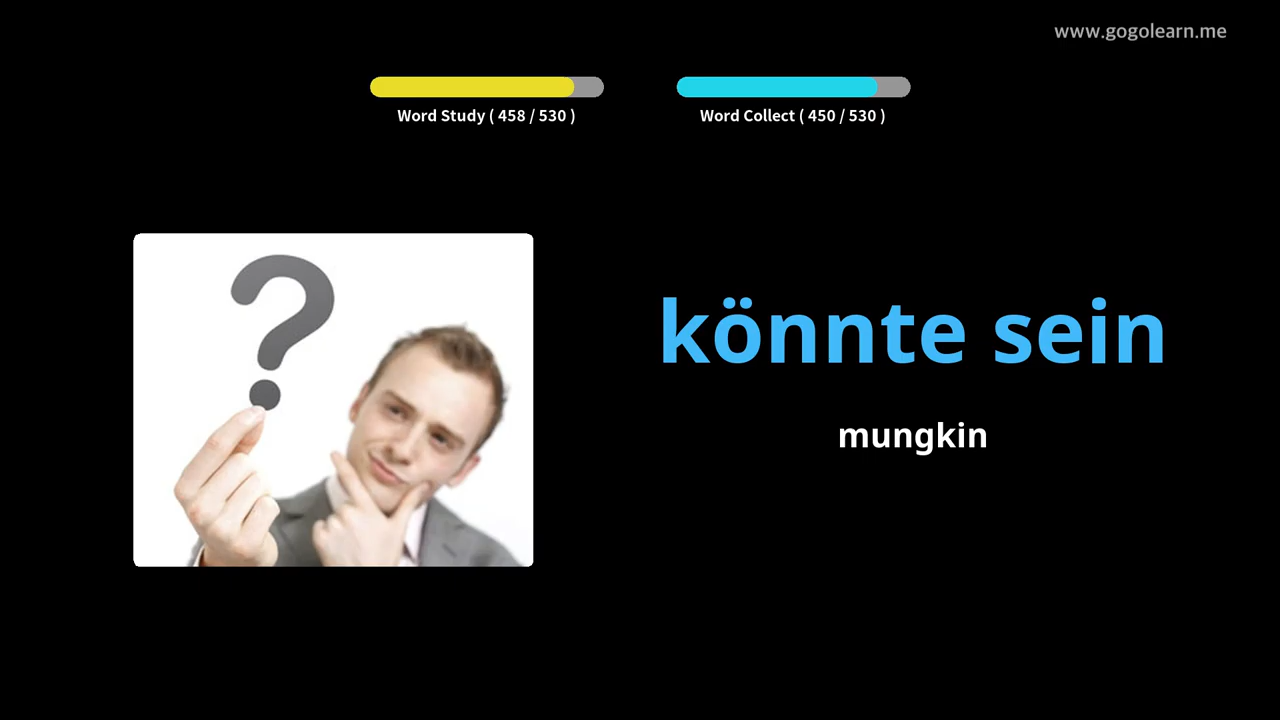 www.gogolearn.me
Word Study ( 458 / 530 )
Word Collect ( 450 / 530 )
?
könnte sein
mungkin